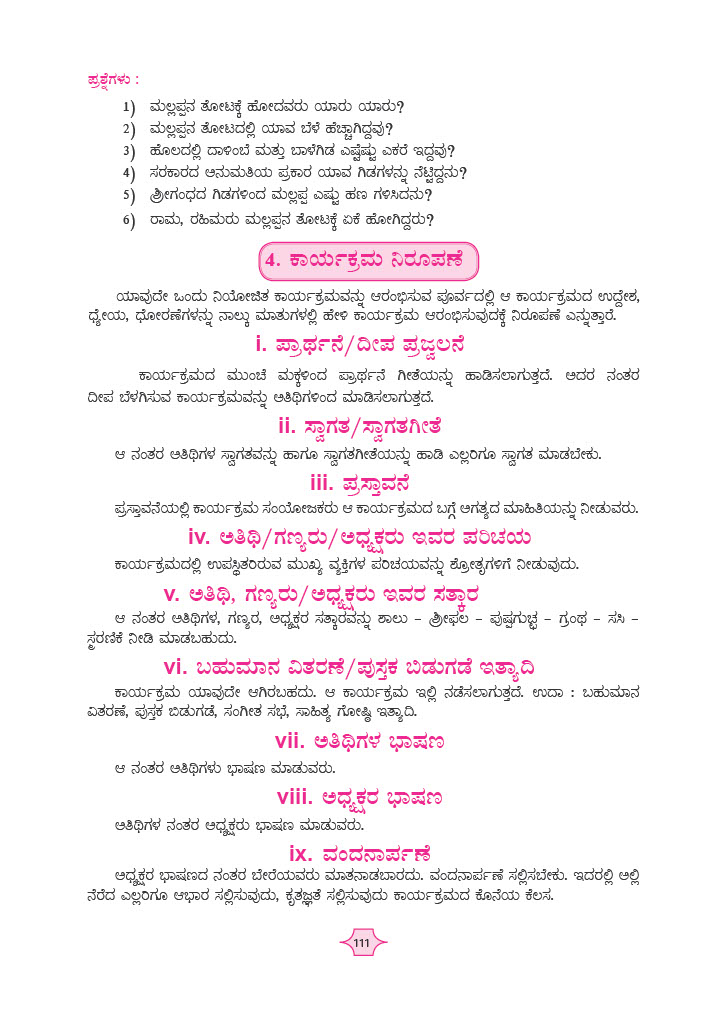 ಪ್ರಶ್ನೆಗಳು :
1) ಮಲ್ಲಪ್ಪನ ತೋಟಕ್ಕೆ ಹೋದವರು ಯಾರು ಯಾರು?
2) ಮಲ್ಲಪ್ಪನ ತೋಟದಲ್ಲಿ ಯಾವ ಬೆಳೆ ಹೆಚ್ಚಾಗಿದ್ದವು?
3) ಹೊಲದಲ್ಲಿ ದಾಳಿಂಬೆ ಮತ್ತು ಬಾಳೆಗಿಡ ಎಷ್ಟೆಷ್ಟು ಎಕರೆ ಇದ್ದವು?
4) ಸರಕಾರದ ಅನುಮತಿಯ ಪ್ರಕಾರ ಯಾವ ಗಿಡಗಳನ್ನು ನೆಟ್ಟಿದ್ದನು?
5) ಶ್ರೀಗಂಧದ ಗಿಡಗಳಿಂದ ಮಲ್ಲಪ್ಪ ಎಷ್ಟು ಹಣ ಗಳಿಸಿದನು?
6) ರಾಮ, ರಹಿಮರು ಮಲ್ಲಪ್ಪನ ತೋಟಕ್ಕೆ ಏಕೆ ಹೋಗಿದ್ದರು?
4. ಕಾರ್ಯಕ್ರಮ ನಿರೂಪಣೆ
ಯಾವುದೇ ಒಂದು ನಿಯೋಜಿತ ಕಾರ್ಯಕ್ರಮವನ್ನು ಆರಂಭಿಸುವ ಪೂರ್ವದಲ್ಲಿ ಆ ಕಾರ್ಯಕ್ರಮದ ಉದ್ದೇಶ,
ಧ್ಯೇಯ, ಧೋರಣೆಗಳನ್ನು ನಾಲ್ಕು ಮಾತುಗಳಲ್ಲಿ ಹೇಳಿ ಕಾರ್ಯಕ್ರಮ ಆರಂಭಿಸುವುದಕ್ಕೆ ನಿರೂಪಣೆ ಎನ್ನುತ್ತಾರೆ.
i. ಪ್ರಾರ್ಥನೆ/ದೀಪ ಪ್ರಜ್ವಲನೆ
ಕಾರ್ಯಕ್ರಮದ ಮುಂಚೆ ಮಕ್ಕಳಿಂದ ಪ್ರಾರ್ಥನೆ ಗೀತೆಯನ್ನು ಹಾಡಿಸಲಾಗುತ್ತದೆ. ಆದರ ನಂತರ
ದೀಪ ಬೆಳಗಿಸುವ ಕಾರ್ಯಕ್ರಮವನ್ನು ಅತಿಥಿಗಳಿಂದ ಮಾಡಿಸಲಾಗುತ್ತದೆ.
ii. ಸ್ವಾಗತ/ಸ್ವಾಗತಗೀತೆ
ಆ ನಂತರ ಅತಿಥಿಗಳ ಸ್ವಾಗತವನ್ನು ಹಾಗೂ ಸ್ವಾಗತಗೀತೆಯನ್ನು ಹಾಡಿ ಎಲ್ಲರಿಗೂ ಸ್ವಾಗತ ಮಾಡಬೇಕು.
iii. ಪ್ರಸ್ತಾವನೆ
ಪ್ರಸ್ತಾವನೆಯಲ್ಲಿ ಕಾರ್ಯಕ್ರಮ ಸಂಯೋಜಕರು ಆ ಕಾರ್ಯಕ್ರಮದ ಬಗ್ಗೆ ಅಗತ್ಯದ ಮಾಹಿತಿಯನ್ನು ನೀಡುವರು.
iv. ಅತಿಥಿ/ಗಣ್ಯರು/ಅಧ್ಯಕ್ಷರು ಇವರ ಪರಿಚಯ
ಕಾರ್ಯಕ್ರಮದಲ್ಲಿ ಉಪಸ್ಥಿತರಿರುವ ಮುಖ್ಯ ವ್ಯಕ್ತಿಗಳ ಪರಿಚಯವನ್ನು ಶ್ರೋತೃಗಳಿಗೆ ನೀಡುವುದು.
v. ಅತಿಥಿ, ಗಣ್ಯರು/ಅಧ್ಯಕ್ಷರು ಇವರ ಸತ್ಕಾರ
ಆ ನಂತರ ಅತಿಥಿಗಳ, ಗಣ್ಯರ, ಅಧ್ಯಕ್ಷರ ಸತ್ಕಾರವನ್ನು ಶಾಲು – ಶ್ರೀಫಲ – ಪುಷ್ಪಗುಚ್ಛ – ಗ್ರಂಥ – ಸಸಿ –
ಸ್ಮರಣಿಕೆ ನೀಡಿ ಮಾಡಬಹುದು.
vi. ಬಹುಮಾನ ವಿತರಣೆ/ಪುಸ್ತಕ ಬಿಡುಗಡೆ ಇತ್ಯಾದಿ
ಕಾರ್ಯಕ್ರಮ ಯಾವುದೇ ಆಗಿರಬಹದು. ಆ ಕಾರ್ಯಕ್ರಮ ಇಲ್ಲಿ ನಡೆಸಲಾಗುತ್ತದೆ. ಉದಾ : ಬಹುಮಾನ
ವಿತರಣೆ, ಪುಸ್ತಕ ಬಿಡುಗಡೆ, ಸಂಗೀತ ಸಭೆ, ಸಾಹಿತ್ಯ ಗೋಷ್ಠಿ ಇತ್ಯಾದಿ.
vii. ಅತಿಥಿಗಳ ಭಾಷಣ
ಆ ನಂತರ ಅತಿಥಿಗಳು ಭಾಷಣ ಮಾಡುವರು.
viii. ಅಧ್ಯಕ್ಷರ ಭಾಷಣ
ಅತಿಥಿಗಳ ನಂತರ ಅಧ್ಯಕ್ಷರು ಭಾಷಣ ಮಾಡುವರು.
ix. ವಂದನಾರ್ಪಣೆ
ಅಧ್ಯಕ್ಷರ ಭಾಷಣದ ನಂತರ ಬೇರೆಯವರು ಮಾತನಾಡಬಾರದು. ವಂದನಾರ್ಪಣೆ ಸಲ್ಲಿಸಬೇಕು. ಇದರಲ್ಲಿ ಅಲ್ಲಿ
ನೆರೆದ ಎಲ್ಲರಿಗೂ ಆಭಾರ ಸಲ್ಲಿಸುವುದು, ಕೃತಜ್ಞತೆ ಸಲ್ಲಿಸುವುದು ಕಾರ್ಯಕ್ರಮದ ಕೊನೆಯ ಕೆಲಸ.
111